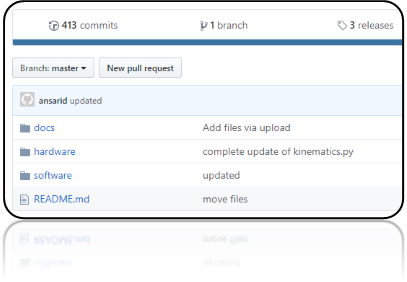 413 commits 1 branch 3 releases
Branch: master New pull request
ansarid updated
docs Add files via upload
hardware complete update of kinematics.py
software updated
README.md move files